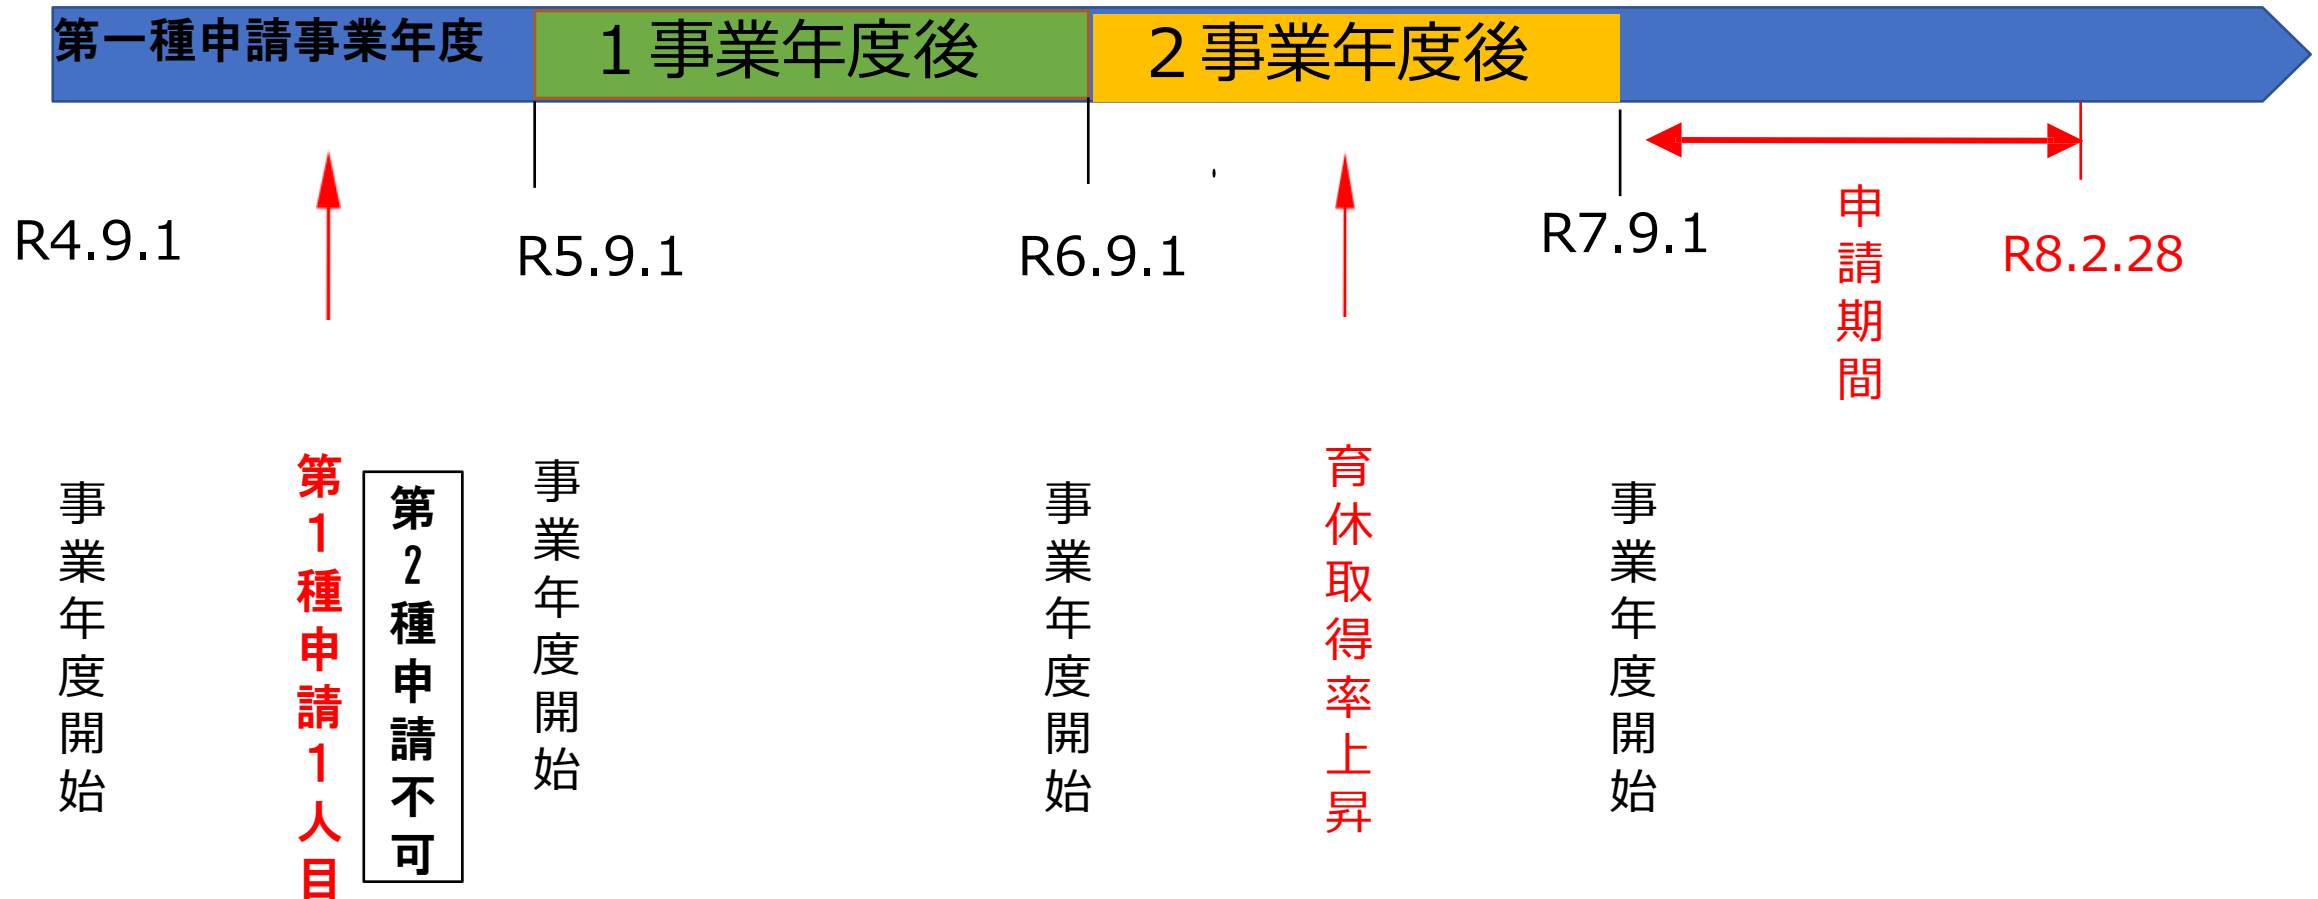 第一種申請事業年度
1事業年度後
2事業年度後
R4.9.1
R5.9.1
R6.9.1
R7.9.1
申請期間
R8.2.28
事業年度開始
第1種申請1人目
第2種申請不可
事業年度開始
事業年度開始
育休取得率上昇
事業年度開始